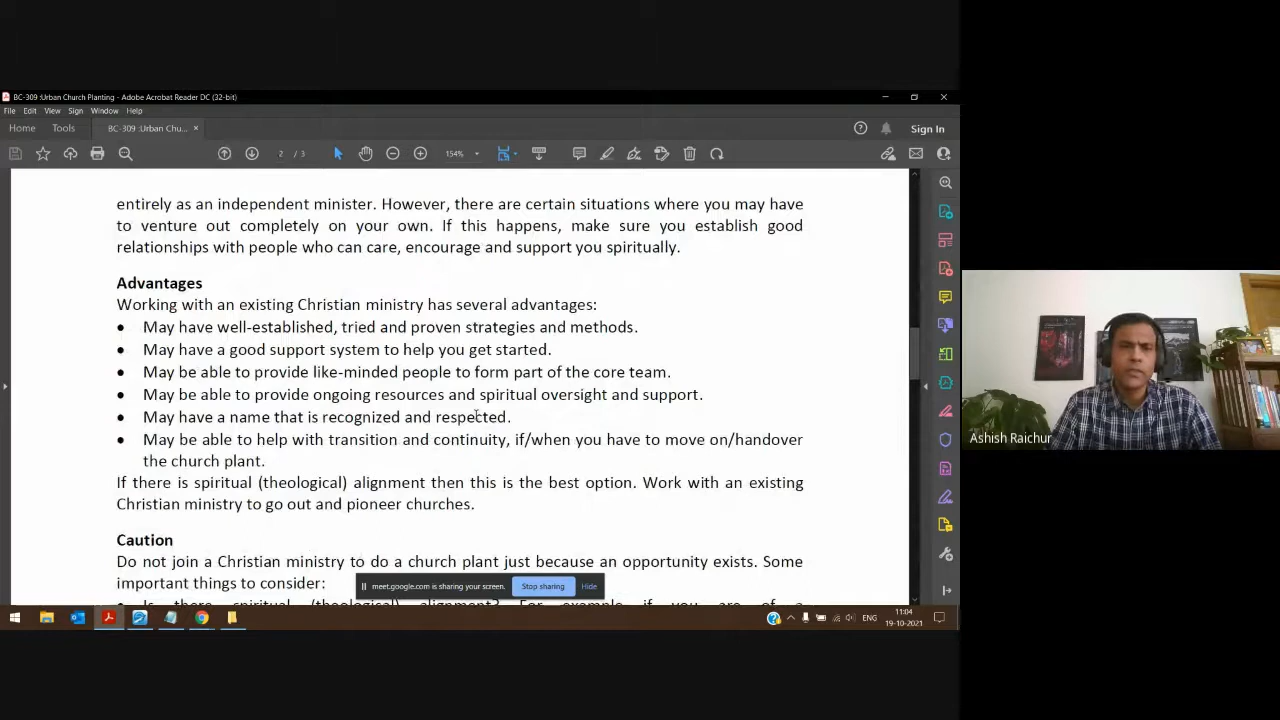 BC-309 :Urban Church Planting - Adobe Acrobat Reader DC (32-bit)
File Edit View Sign Window Help
Home Tools BC-309 :Urban Chu... × Sign In
2 / 3 154%
entirely as an independent minister. However, there are certain situations where you may have
to venture out completely on your own. If this happens, make sure you establish good
relationships with people who can care, encourage and support you spiritually.
Advantages
Working with an existing Christian ministry has several advantages:
• May have well-established, tried and proven strategies and methods.
• May have a good support system to help you get started.
• May be able to provide like-minded people to form part of the core team.
• May be able to provide ongoing resources and spiritual oversight and support.
• May have a name that is recognized and respected.
• May be able to help with transition and continuity, if/when you have to move on/handover
the church plant.
If there is spiritual (theological) alignment then this is the best option. Work with an existing
Christian ministry to go out and pioneer churches.
Caution
Do not join a Christian ministry to do a church plant just because an opportunity exists. Some
important things to consider:
• Is there spiritual (theological) alignment? For example if you are of a
meet.google.com is sharing your screen. Stop sharing Hide
ENG 11:04
19-10-2021
Ashish Raichur